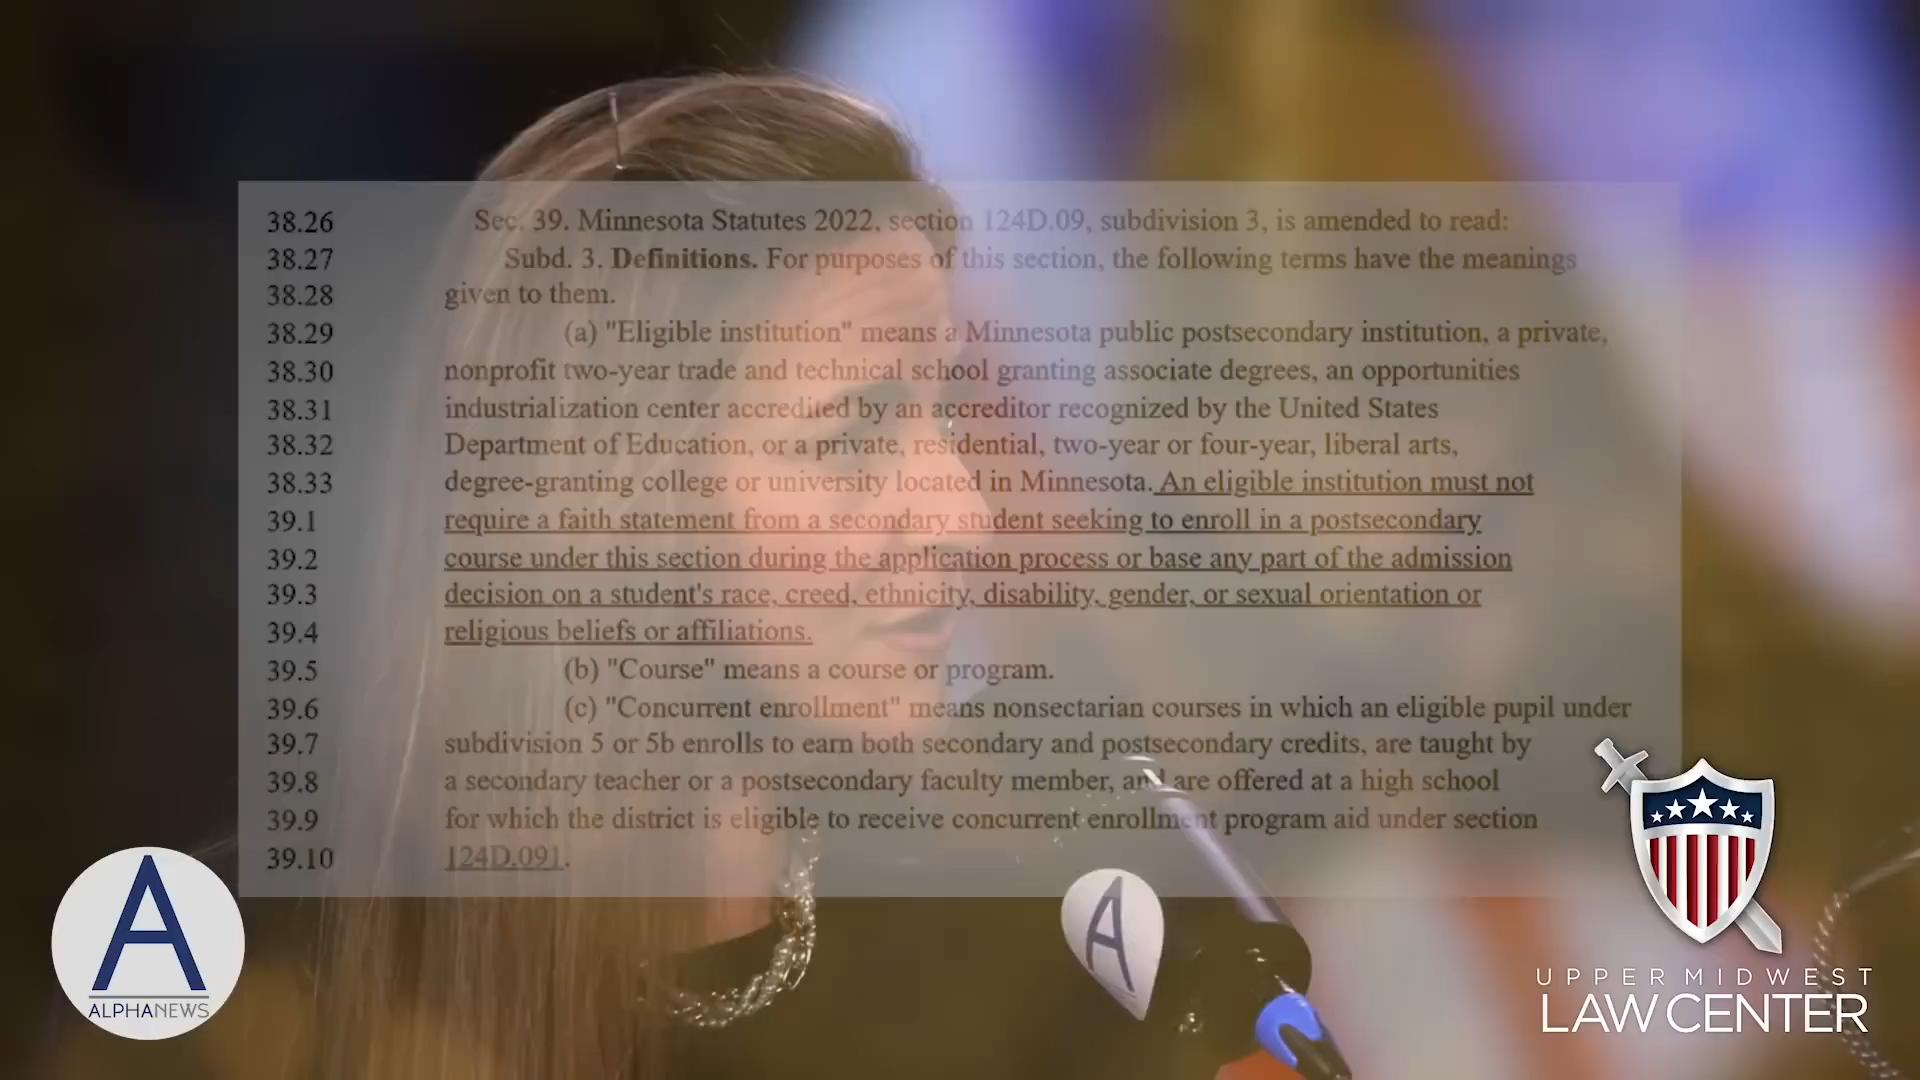 38.26 Sec. 39. Minnesota Statutes 2022, section 124D.09, subdivision 3, is amended to read:
38.27 Subd. 3. Definitions. For purposes of this section, the following terms have the meanings
38.28 given to them.
38.29 (a) "Eligible institution" means a Minnesota public postsecondary institution, a private,
38.30 nonprofit two-year trade and technical school granting associate degrees, an opportunities
38.31 industrialization center accredited by an accreditor recognized by the United States
38.32 Department of Education, or a private, residential, two-year or four-year, liberal arts,
38.33 degree-granting college or university located in Minnesota. An eligible institution must not
39.1 require a faith statement from a secondary student seeking to enroll in a postsecondary
39.2 course under this section during the application process or base any part of the admission
39.3 decision on a student's race, creed, ethnicity, disability, gender, or sexual orientation or
39.4 religious beliefs or affiliations.
39.5 (b) "Course" means a course or program.
39.6 (c) "Concurrent enrollment" means nonsectarian courses in which an eligible pupil under
39.7 subdivision 5 or 5b enrolls to earn both secondary and postsecondary credits, are taught by
39.8 a secondary teacher or a postsecondary faculty member, and are offered at a high school
39.9 for which the district is eligible to receive concurrent enrollment program aid under section
39.10 124D.091.
A
ALPHANEWS
A
UPPER MIDWEST
LAW CENTER